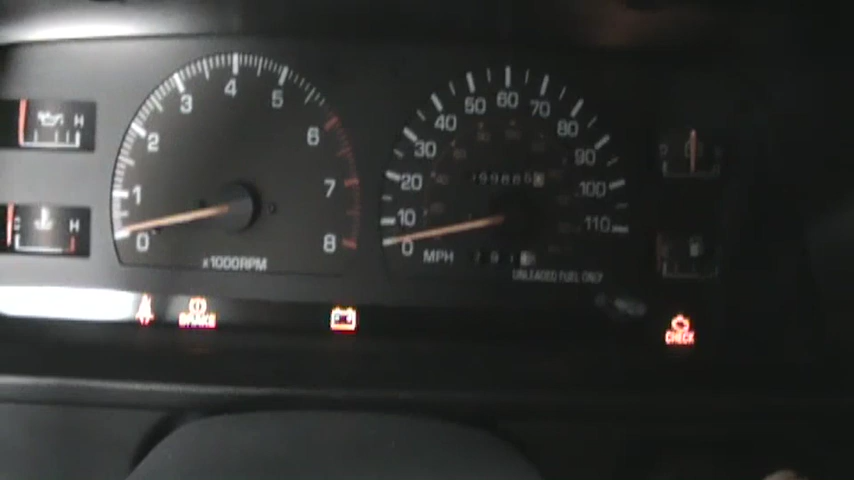 4
3 5
2 6
1 7
0 8
x1000RPM
H
H
60
50 70
40 80
30 90
20 100
10 110
0
MPH
UNLEADED FUEL ONLY
BRAKE
CHECK